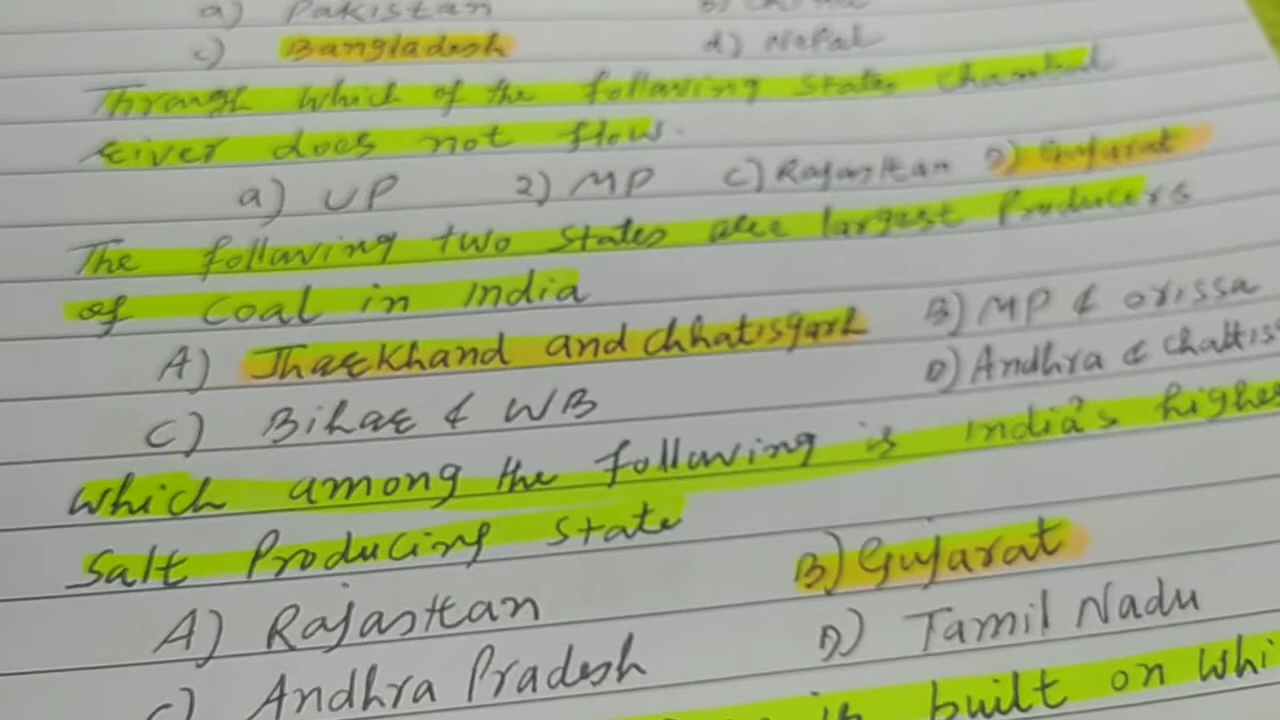 a) Pakistan b)
c) Bangladesh d) Nepal
Through which of the following states chambal
river does not flow.
a) UP 2) MP c) Rajasthan D) Gujarat
The following two states are largest Producers
of coal in India
A) Jharkhand and chhatisgarh B) MP & orissa
C) Bihar & WB D) Andhra & chattis
which among the following is India's highes
salt Producing state
A) Rajasthan B) Gujarat
C) Andhra Pradesh D) Tamil Nadu
is built on whi